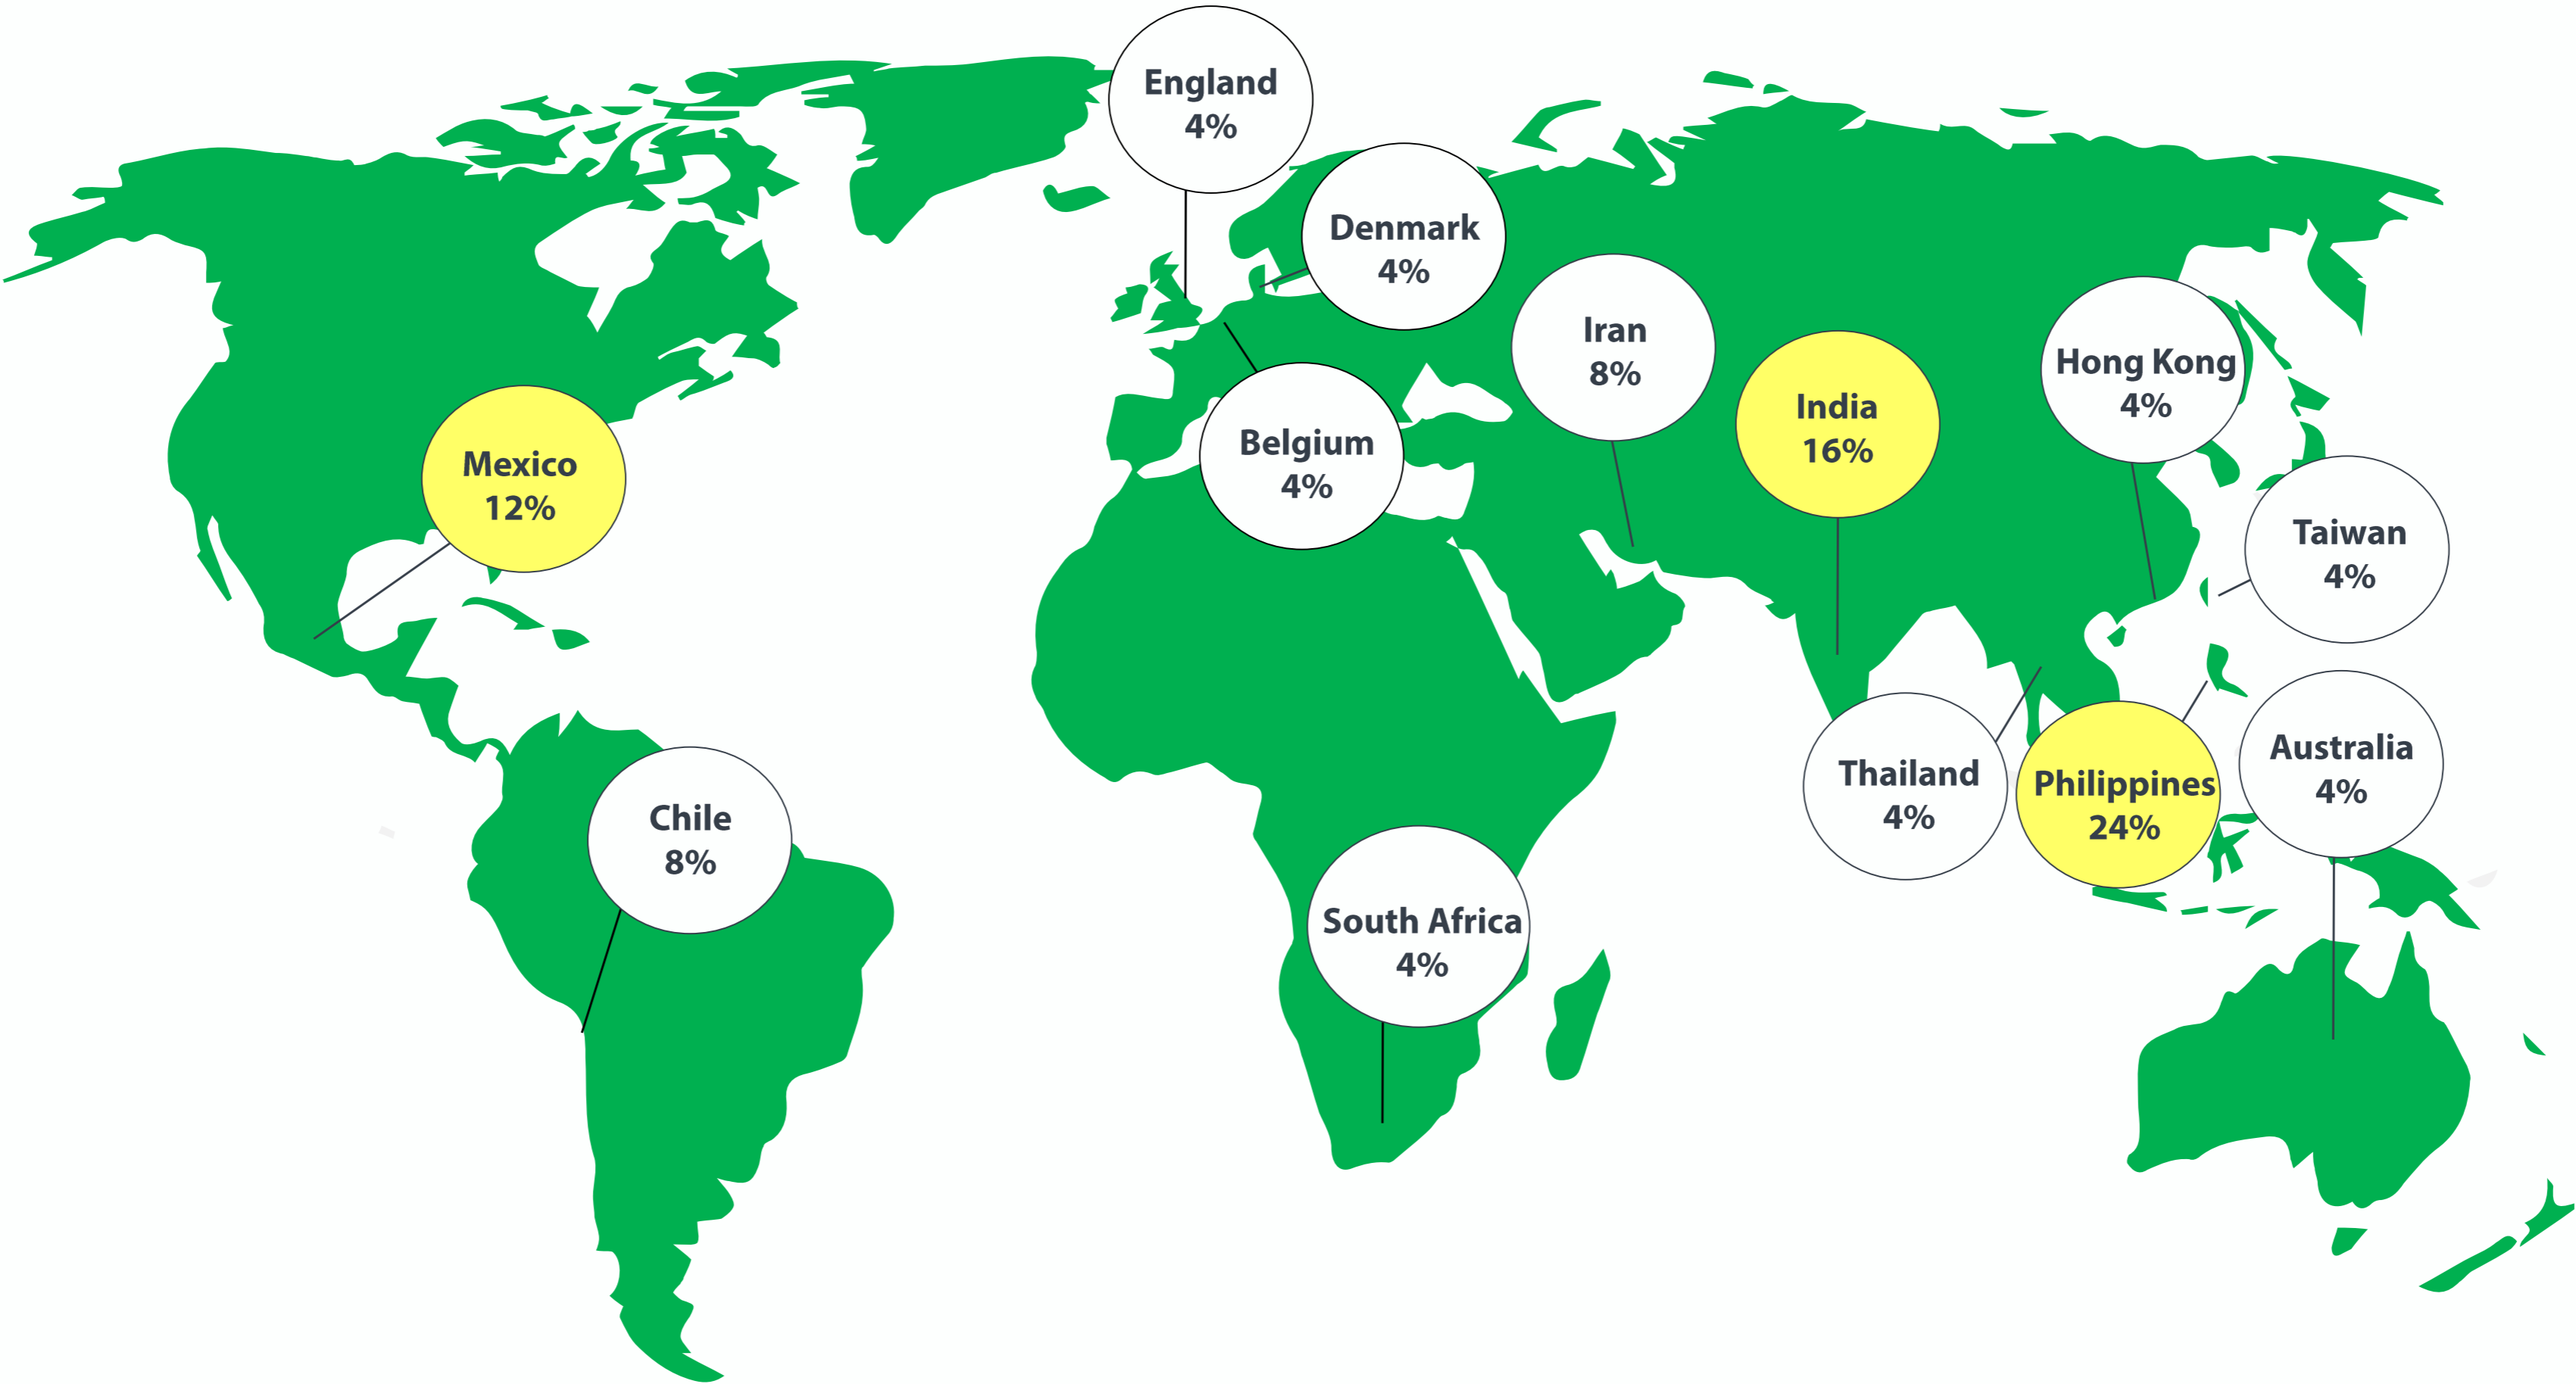 England
4%
Denmark
4%
Iran
8%
India
16%
Hong Kong
4%
Mexico
12%
Belgium
4%
Taiwan
4%
Chile
8%
South Africa
4%
Thailand
4%
Philippines
24%
Australia
4%